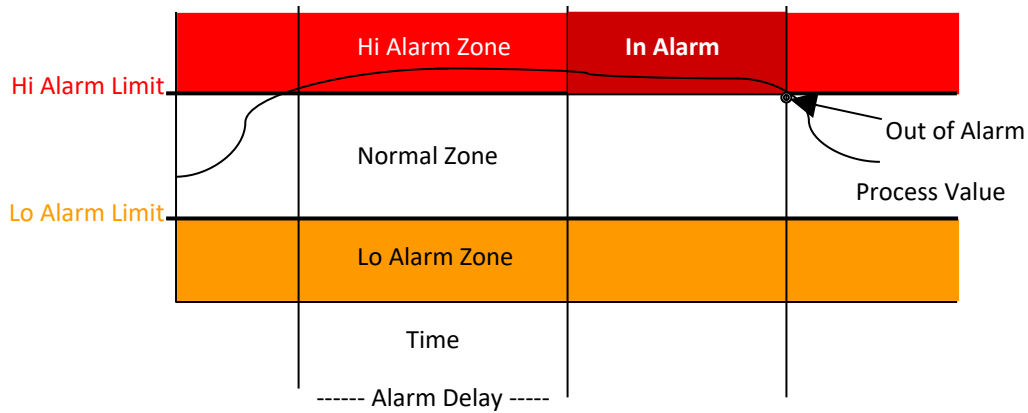 Hi Alarm Zone
In Alarm
Hi Alarm Limit
Out of Alarm
Normal Zone
Process Value
Lo Alarm Limit
Lo Alarm Zone
Time
------ Alarm Delay -----